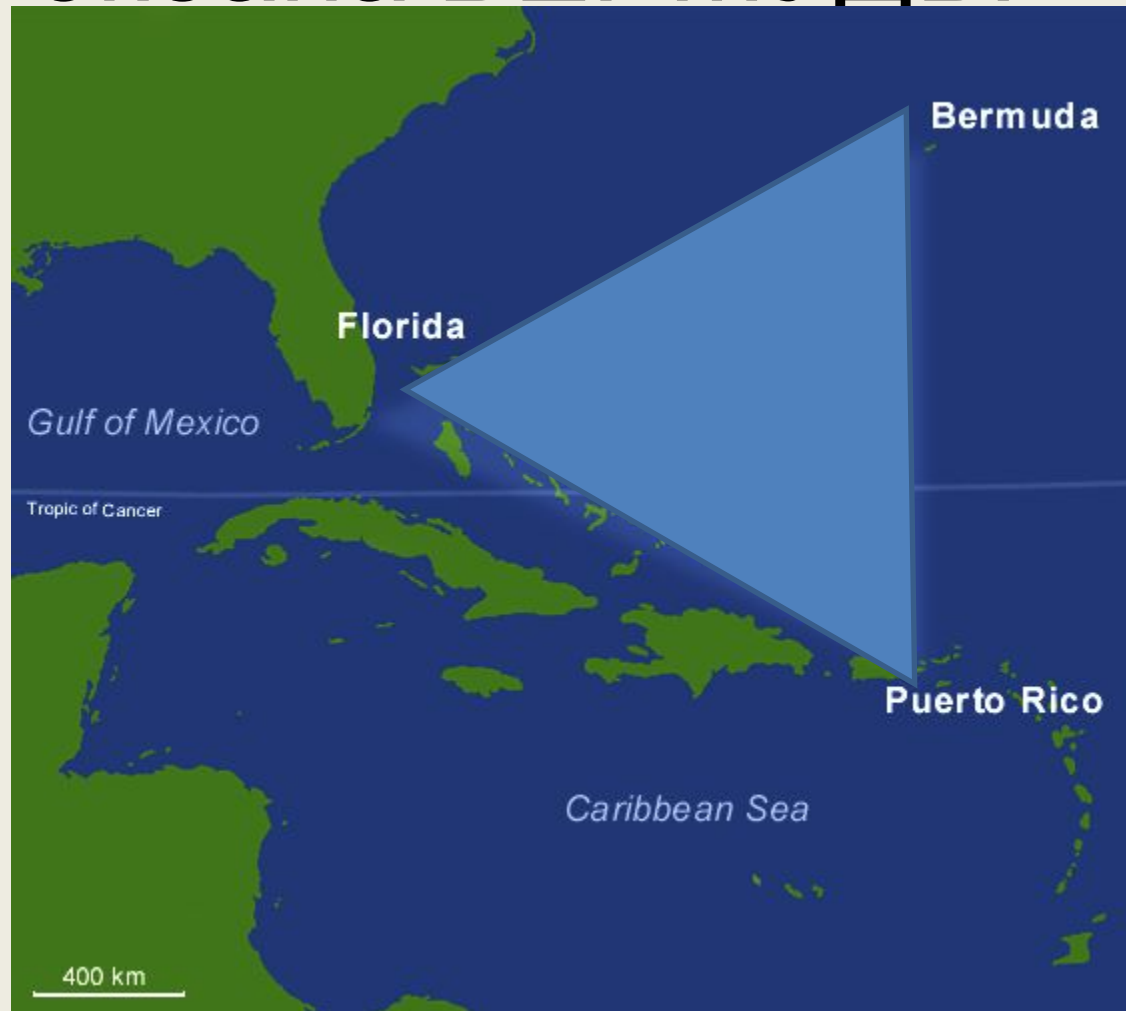 Bermuda
Florida
Gulf of Mexico
Tropic of Cancer
Puerto Rico
Caribbean Sea
400 km